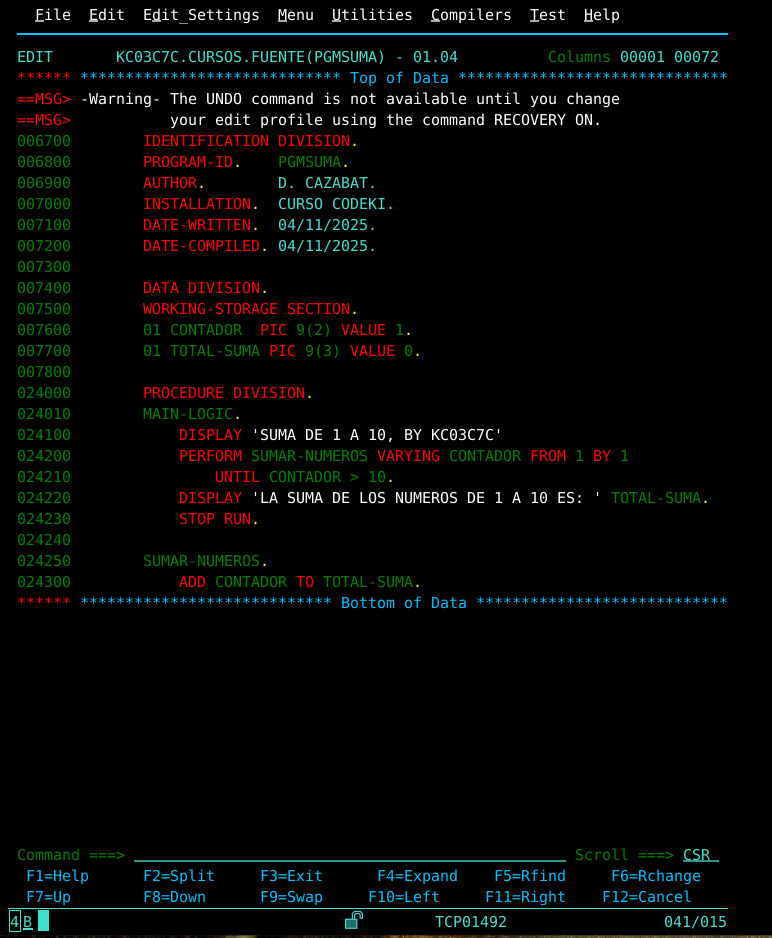 File  Edit  Edit_Settings  Menu  Utilities  Compilers  Test  Help
EDIT       KC03C7C.CURSOS.FUENTE(PGMSUMA) - 01.04          Columns 00001 00072
****** ***************************** Top of Data ******************************
==MSG> -Warning- The UNDO command is not available until you change
==MSG>           your edit profile using the command RECOVERY ON.
006700        IDENTIFICATION DIVISION.
006800        PROGRAM-ID.    PGMSUMA.
006900        AUTHOR.        D. CAZABAT.
007000        INSTALLATION.  CURSO CODEKI.
007100        DATE-WRITTEN.  04/11/2025.
007200        DATE-COMPILED. 04/11/2025.
007300
007400        DATA DIVISION.
007500        WORKING-STORAGE SECTION.
007600        01 CONTADOR  PIC 9(2) VALUE 1.
007700        01 TOTAL-SUMA PIC 9(3) VALUE 0.
007800
024000        PROCEDURE DIVISION.
024010        MAIN-LOGIC.
024100            DISPLAY 'SUMA DE 1 A 10, BY KC03C7C'
024200            PERFORM SUMAR-NUMEROS VARYING CONTADOR FROM 1 BY 1
024210                UNTIL CONTADOR > 10.
024220            DISPLAY 'LA SUMA DE LOS NUMEROS DE 1 A 10 ES: ' TOTAL-SUMA.
024230            STOP RUN.
024240
024250        SUMAR-NUMEROS.
024300            ADD CONTADOR TO TOTAL-SUMA.
****** **************************** Bottom of Data ****************************
Command ===>                                                  Scroll ===> CSR
F1=Help      F2=Split     F3=Exit      F4=Expand    F5=Rfind     F6=Rchange
F7=Up        F8=Down      F9=Swap     F10=Left     F11=Right    F12=Cancel
4B                                  TCP01492                  041/015